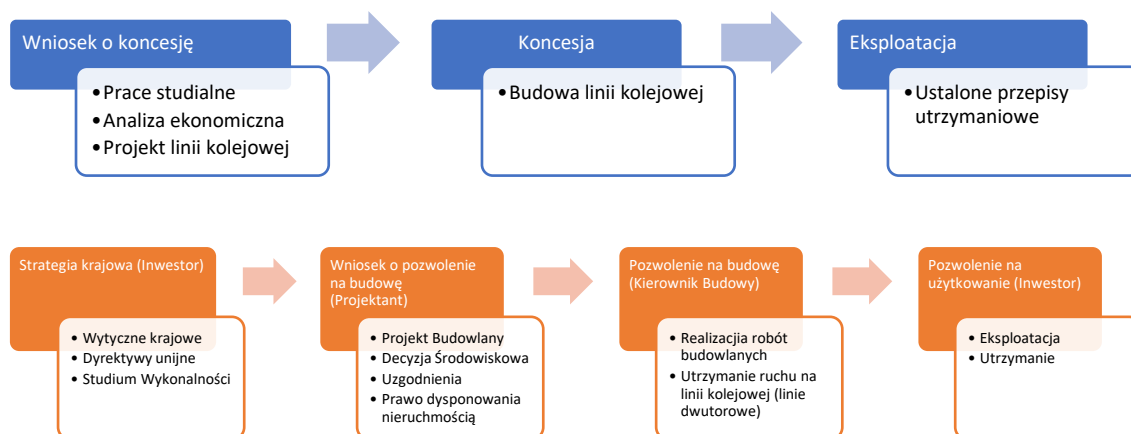 Wniosek o koncesję
• Prace studialne
• Analiza ekonomiczna
• Projekt linii kolejowej
Koncesja
• Budowa linii kolejowej
Eksploatacja
• Ustalone przepisy
utrzymaniowe
Strategia krajowa (Inwestor)
• Wytyczne krajowe
• Dyrektywy unijne
• Studium Wykonalności
Wniosek o pozwolenie
na budowę
(Projektant)
• Projekt Budowlany
• Decyzja Środowiskowa
• Uzgodnienia
• Prawo dysponowania
nieruchmością
Pozwolenie na budowę
(Kierownik Budowy)
• Realizacjia robót
budowlanych
• Utrzymanie ruchu na
linii kolejowej (linie
dwutorowe)
Pozwolenie na
użytkowanie (Inwestor)
• Eksploatacja
• Utrzymanie